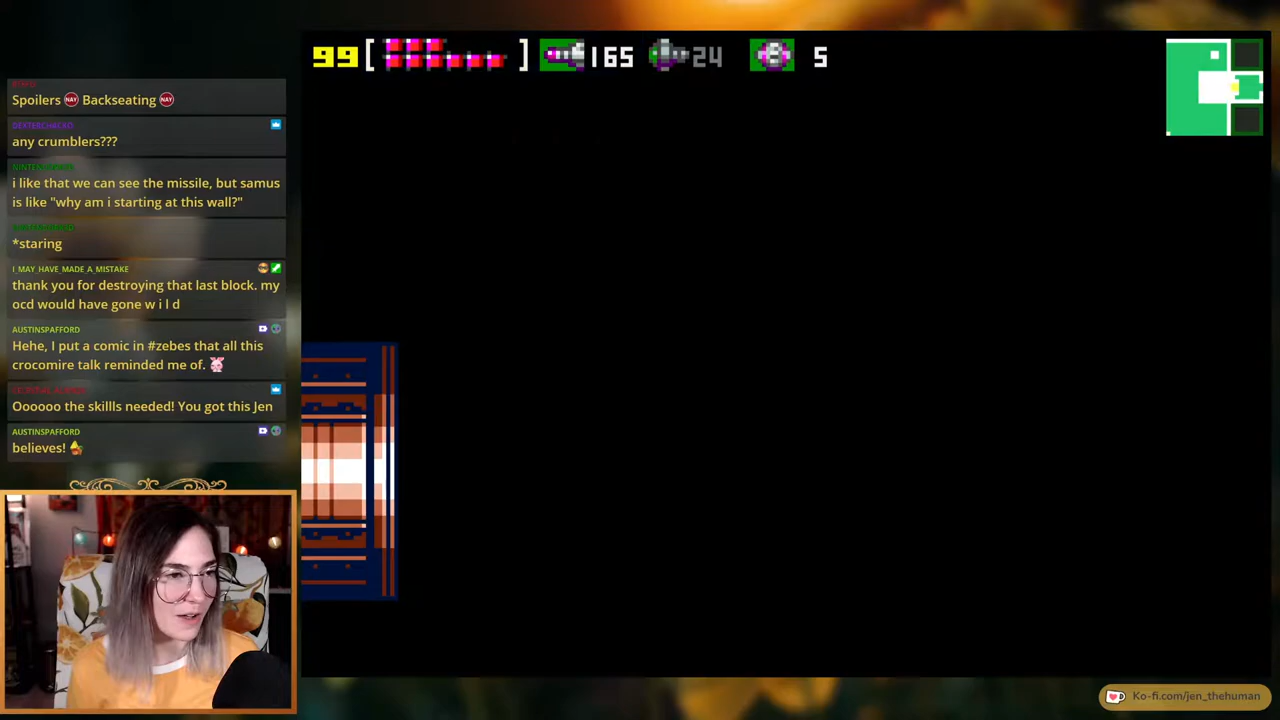 99 [ ] 165 24 5
Spoilers NAY Backseating NAY
any crumblers???
i like that we can see the missile, but samus
is like "why am i starting at this wall?"
*staring
I_MAY_HAVE_MADE_A_MISTAKE
thank you for destroying that last block. my
ocd would have gone w i l d
AUSTINSPAFFORD
Hehe, I put a comic in #zebes that all this
crocomire talk reminded me of.
Oooooo the skillls needed! You got this Jen
AUSTINSPAFFORD
believes!
Ko-fi.com/jen_thehuman